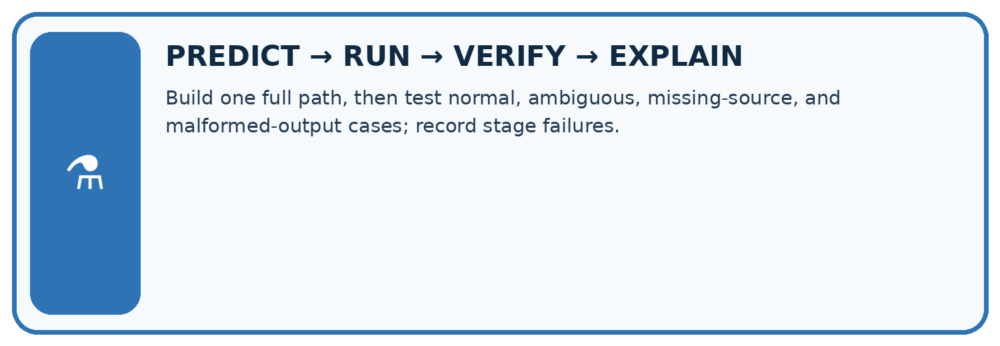 PREDICT → RUN → VERIFY → EXPLAIN
Build one full path, then test normal, ambiguous, missing-source, and
malformed-output cases; record stage failures.